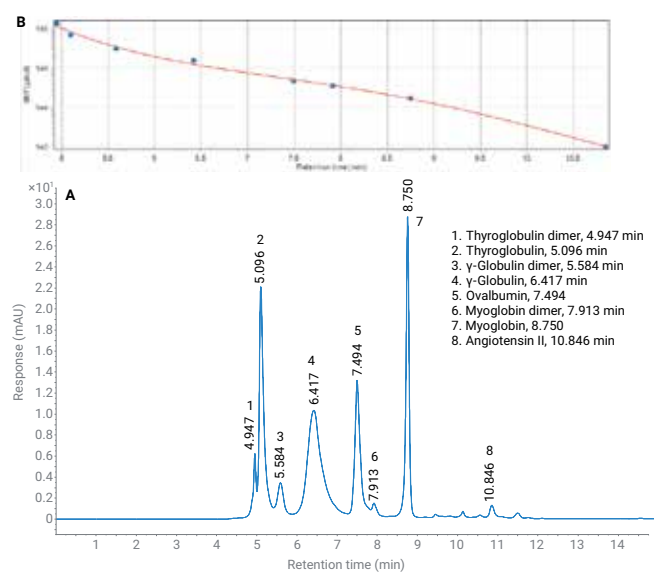 B
A
×10¹
3.0
2.8
2.6
2.4
2.2
2.0
1.8
1.6
1.4
1.2
1.0
0.8
0.6
0.4
0.2
0
Response (mAU)
1
4.947
2
5.096
3
5.584
4
6.417
5
7.494
6
7.913
8.750
7
8
10.846
1. Thyroglobulin dimer, 4.947 min
2. Thyroglobulin, 5.096 min
3. γ-Globulin dimer, 5.584 min
4. γ-Globulin, 6.417 min
5. Ovalbumin, 7.494
6. Myoglobin dimer, 7.913 min
7. Myoglobin, 8.750
8. Angiotensin II, 10.846 min
1 2 3 4 5 6 7 8 9 10 11 12 13 14
Retention time (min)